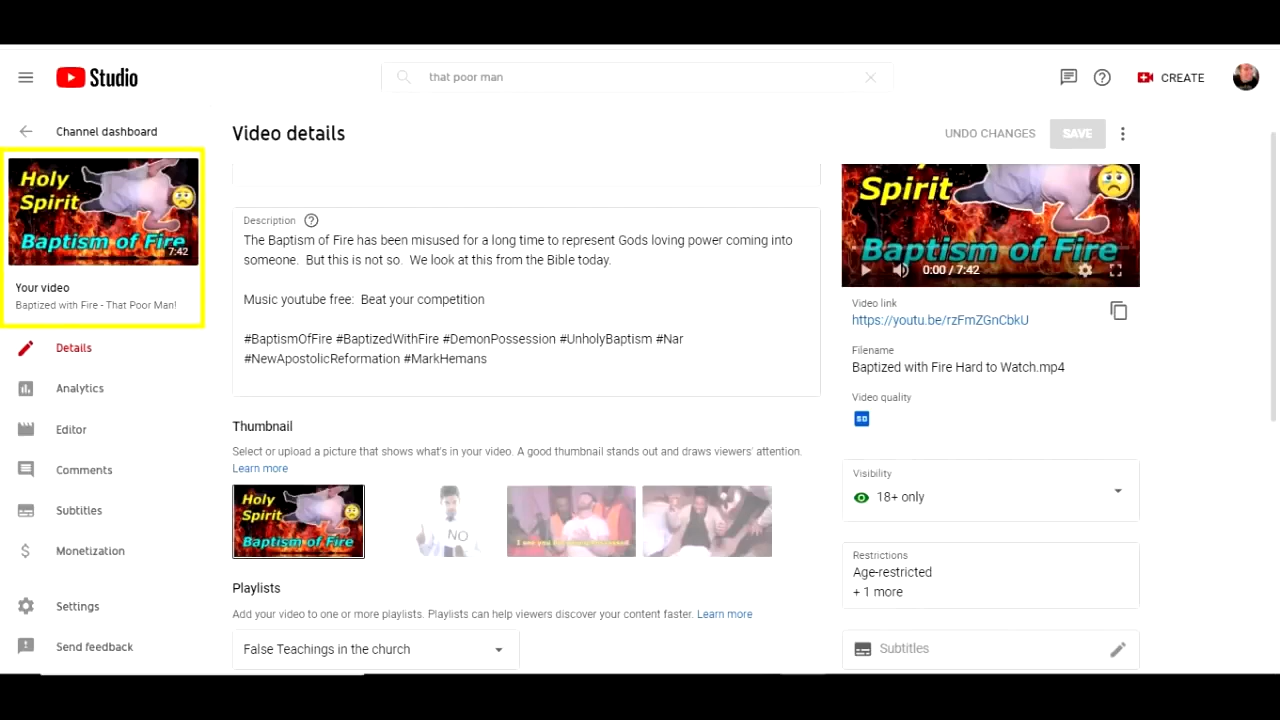 Studio
that poor man
CREATE
Channel dashboard
Video details
UNDO CHANGES
SAVE
Holy
Spirit
Baptism of Fire
7:42
Your video
Baptized with Fire - That Poor Man!
Details
Analytics
Editor
Comments
Subtitles
Monetization
Settings
Send feedback
Description
The Baptism of Fire has been misused for a long time to represent Gods loving power coming into
someone. But this is not so. We look at this from the Bible today.
Music youtube free: Beat your competition
#BaptismOfFire #BaptizedWithFire #DemonPossession #UnholyBaptism #Nar
#NewApostolicReformation #MarkHemans
Thumbnail
Select or upload a picture that shows what's in your video. A good thumbnail stands out and draws viewers' attention.
Learn more
Holy
Spirit
Baptism of Fire
NO
Playlists
Add your video to one or more playlists. Playlists can help viewers discover your content faster. Learn more
False Teachings in the church
Spirit
Baptism of Fire
0:00 / 7:42
Video link
https://youtu.be/rzFmZGnCbkU
Filename
Baptized with Fire Hard to Watch.mp4
Video quality
SD
Visibility
18+ only
Restrictions
Age-restricted
+ 1 more
Subtitles